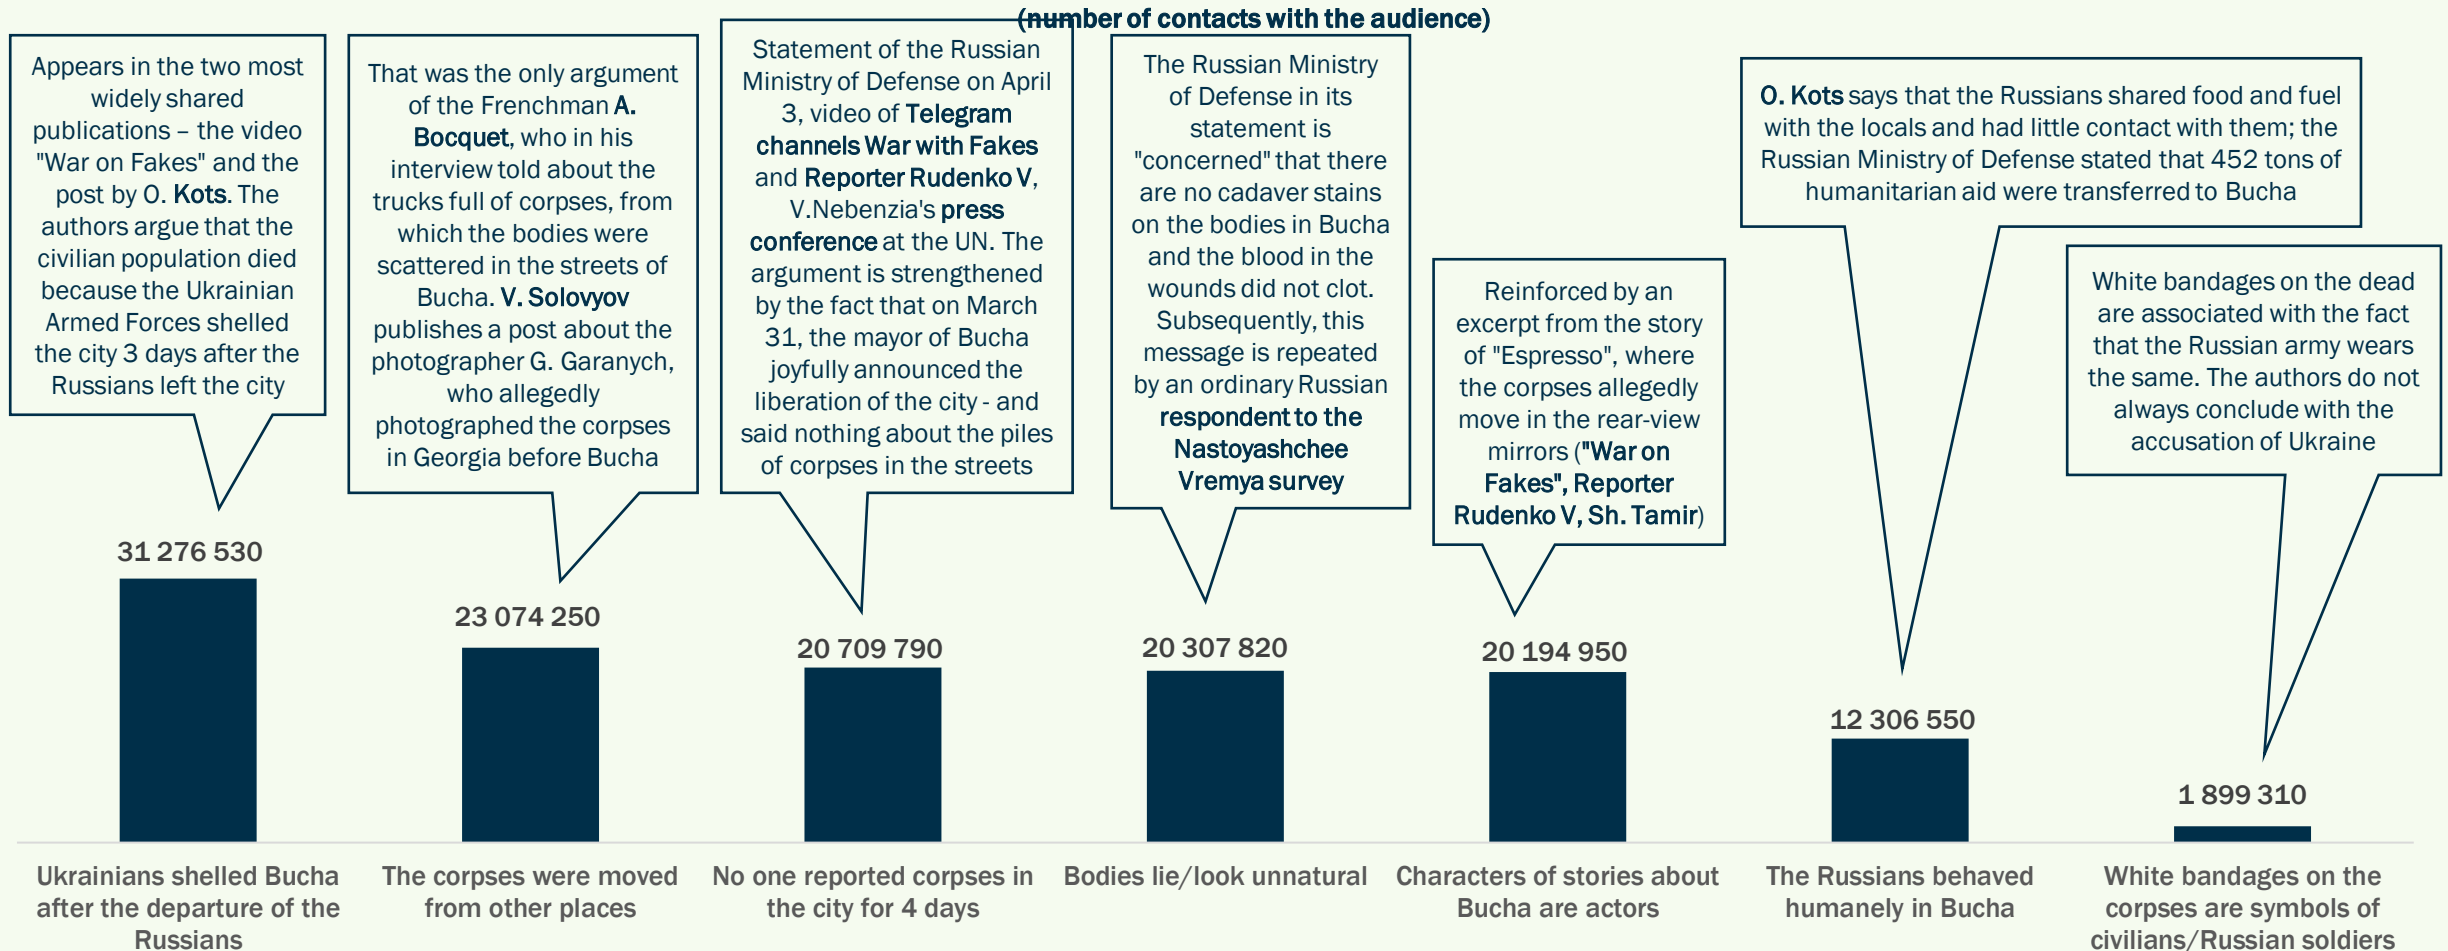 (number of contacts with the audience)
Appears in the two most
widely shared
publications – the video
"War on Fakes" and the
post by O. Kots. The
authors argue that the
civilian population died
because the Ukrainian
Armed Forces shelled
the city 3 days after the
Russians left the city
That was the only argument
of the Frenchman A.
Bocquet, who in his
interview told about the
trucks full of corpses, from
which the bodies were
scattered in the streets of
Bucha. V. Solovyov
publishes a post about the
photographer G. Garanych,
who allegedly
photographed the corpses
in Georgia before Bucha
Statement of the Russian
Ministry of Defense on April
3, video of Telegram
channels War with Fakes
and Reporter Rudenko V,
V.Nebenzia's press
conference at the UN. The
argument is strengthened
by the fact that on March
31, the mayor of Bucha
joyfully announced the
liberation of the city - and
said nothing about the piles
of corpses in the streets
The Russian Ministry
of Defense in its
statement is
"concerned" that there
are no cadaver stains
on the bodies in Bucha
and the blood in the
wounds did not clot.
Subsequently, this
message is repeated
by an ordinary Russian
respondent to the
Nastoyashchee
Vremya survey
Reinforced by an
excerpt from the story
of "Espresso", where
the corpses allegedly
move in the rear-view
mirrors ("War on
Fakes", Reporter
Rudenko V, Sh. Tamir)
O. Kots says that the Russians shared food and fuel
with the locals and had little contact with them; the
Russian Ministry of Defense stated that 452 tons of
humanitarian aid were transferred to Bucha
White bandages on the dead
are associated with the fact
that the Russian army wears
the same. The authors do not
always conclude with the
accusation of Ukraine
31 276 530
23 074 250
20 709 790
20 307 820
20 194 950
12 306 550
1 899 310
Ukrainians shelled Bucha
after the departure of the
Russians
The corpses were moved
from other places
No one reported corpses in
the city for 4 days
Bodies lie/look unnatural
Characters of stories about
Bucha are actors
The Russians behaved
humanely in Bucha
White bandages on the
corpses are symbols of
civilians/Russian soldiers